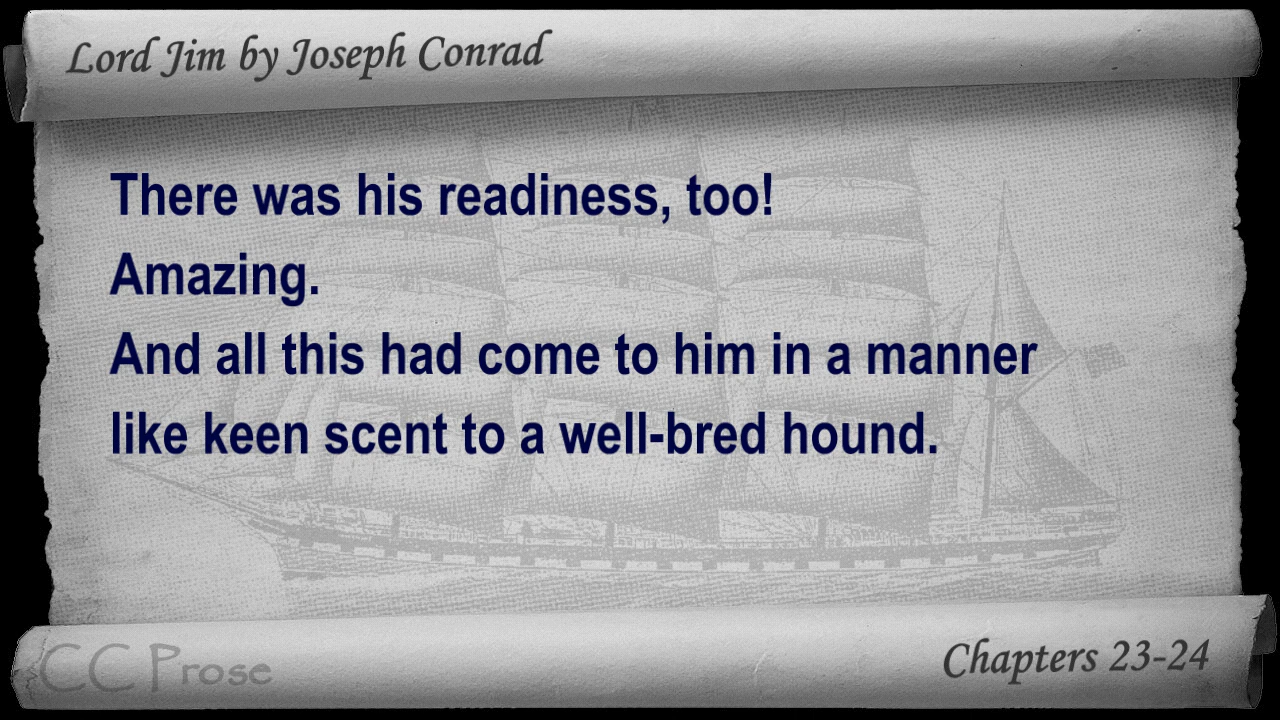 Lord Jim by Joseph Conrad
There was his readiness, too!
Amazing.
And all this had come to him in a manner
like keen scent to a well-bred hound.
CC Prose
Chapters 23-24